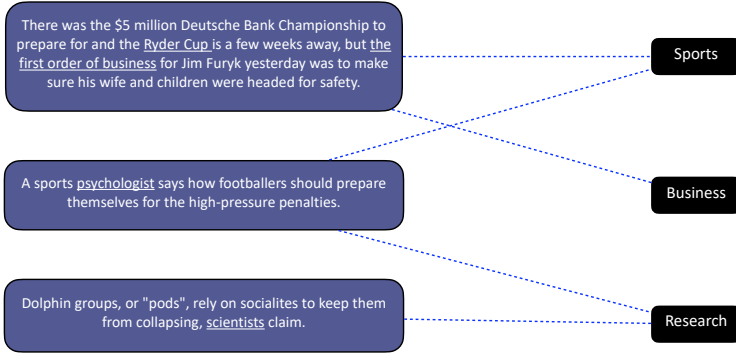 There was the $5 million Deutsche Bank Championship to
prepare for and the Ryder Cup is a few weeks away, but the
first order of business for Jim Furyk yesterday was to make
sure his wife and children were headed for safety.
Sports
A sports psychologist says how footballers should prepare
themselves for the high-pressure penalties.
Business
Dolphin groups, or "pods", rely on socialites to keep them
from collapsing, scientists claim.
Research